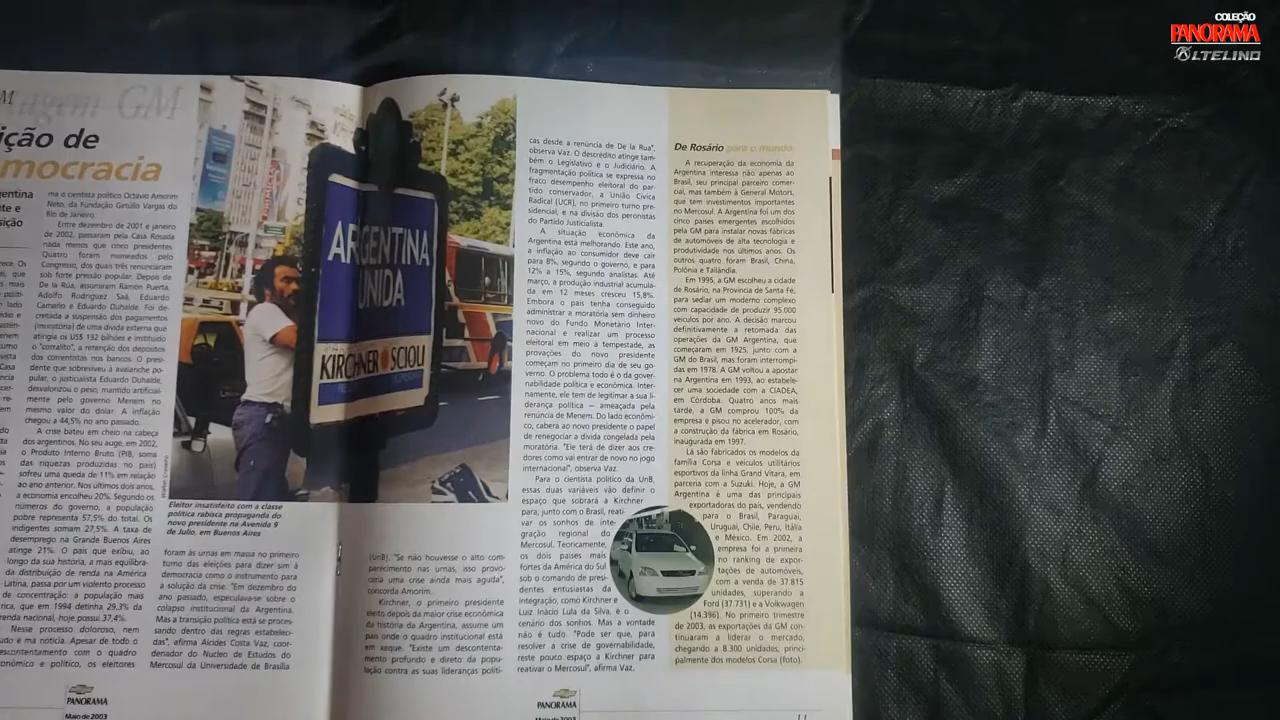 COLEÇÃO
PANORAMA
ALTELINO
agem GM
ição de
mocracia
gentina
te e
sição
ma o cientista político Octavio Amorim
Neto, da Fundação Getúlio Vargas do
Rio de Janeiro.
Entre dezembro de 2001 e janeiro
de 2002, passaram pela Casa Rosada
nada menos que cinco presidentes.
Quatro foram nomeados pelo
Congresso, dos quais três renunciaram
sob forte pressão popular. Depois de
De la Rúa, assumiram Ramón Puerta,
Adolfo Rodríguez Saá, Eduardo
Camaño e Eduardo Duhalde. Foi de-
cretada a suspensão dos pagamentos
(moratória) de uma dívida externa que
atingia os US$ 132 bilhões e instituído
o "corralito", a retenção dos depósitos
dos correntistas nos bancos. O presi-
dente que sobreviveu à avalanche po-
pular, o justicialista Eduardo Duhalde,
desvalorizou o peso, mantido artificial-
mente pelo governo Menem no
mesmo valor do dólar. A inflação
chegou a 44,5% no ano passado.
A crise bateu em cheio na cabeça
dos argentinos. No seu auge, em 2002,
o Produto Interno Bruto (PIB, soma
das riquezas produzidas no país)
sofreu uma queda de 11% em relação
ao ano anterior. Nos últimos dois anos,
a economia encolheu 20%. Segundo os
números do governo, a população
pobre representa 57,5% do total. Os
indigentes somam 27,5%. A taxa de
desemprego na Grande Buenos Aires
atinge 21%. O país que exibiu, ao
longo da sua história, a mais equilibra-
da distribuição de renda na América
Latina, passa por um violento processo
de concentração: a população mais
rica, que em 1994 detinha 29,3% da
renda nacional, hoje possui 37,4%.
Nesse processo doloroso, nem
tudo é má notícia. Apesar de todo o
descontentamento com o quadro
econômico e político, os eleitores
ARGENTINA
UNIDA
KIRCHNER SCIOLI
Eleitor insatisfeito com a classe
política rabisca propaganda do
novo presidente na Avenida 9
de Julio, em Buenos Aires
foram às urnas em massa no primeiro
turno das eleições para dizer sim à
democracia como o instrumento para
a solução da crise. "Em dezembro do
ano passado, especulava-se sobre o
colapso institucional da Argentina.
Mas a transição política está se proces-
sando dentro das regras estabeleci-
das", afirma Alcides Costa Vaz, coor-
denador do Núcleo de Estudos do
Mercosul da Universidade de Brasília
(UnB). "Se não houvesse o alto com-
parecimento nas urnas, isso provo-
caria uma crise ainda mais aguda",
concorda Amorim.
Kirchner, o primeiro presidente
eleito depois da maior crise econômica
da história da Argentina, assume um
país onde o quadro institucional está
em xeque. "Existe um descontenta-
mento profundo e direto da popu-
lação contra as suas lideranças políti-
cas desde a renúncia de De la Rua",
observa Vaz. O descrédito atinge tam-
bém o Legislativo e o Judiciário. A
fragmentação política se expressa no
fraco desempenho eleitoral do par-
tido conservador, a União Cívica
Radical (UCR), no primeiro turno pre-
sidencial, e na divisão dos peronistas
do Partido Justicialista.
A situação econômica da
Argentina está melhorando. Este ano,
a inflação ao consumidor deve cair
para 8%, segundo o governo, e para
12% a 15%, segundo analistas. Até
março, a produção industrial acumula-
da em 12 meses cresceu 15,8%.
Embora o país tenha conseguido
administrar a moratória sem dinheiro
novo do Fundo Monetário Inter-
nacional e realizar um processo
eleitoral em meio à tempestade, as
provações do novo presidente
começam no primeiro dia de seu go-
verno. O problema todo é o da gover-
nabilidade política e econômica. Inter-
namente, ele tem de legitimar a sua li-
derança política — ameaçada pela
renúncia de Menem. Do lado econômi-
co, caberá ao novo presidente o papel
de renegociar a dívida congelada pela
moratória. "Ele terá de dizer aos cre-
dores como vai entrar de novo no jogo
internacional", observa Vaz.
Para o cientista político da UnB,
essas duas variáveis vão definir o
espaço que sobrará a Kirchner
para, junto com o Brasil, reati-
var os sonhos de inte-
gração regional do
Mercosul. Teoricamente,
os dois países mais
fortes da América do Sul
sob o comando de presi-
dentes entusiastas da
integração, como Kirchner e
Luiz Inácio Lula da Silva, é o
cenário dos sonhos. Mas a vontade
não é tudo. "Pode ser que, para
resolver a crise de governabilidade,
reste pouco espaço a Kirchner para
reativar o Mercosul", afirma Vaz.
De Rosário para o mundo
A recuperação da economia da
Argentina interessa não apenas ao
Brasil, seu principal parceiro comer-
cial, mas também à General Motors,
que tem investimentos importantes
no Mercosul. A Argentina foi um dos
cinco países emergentes escolhidos
pela GM para instalar novas fábricas
de automóveis de alta tecnologia e
produtividade nos últimos anos. Os
outros quatro foram Brasil, China,
Polônia e Tailândia.
Em 1995, a GM escolheu a cidade
de Rosário, na Província de Santa Fé,
para sediar um moderno complexo
com capacidade de produzir 95.000
veículos por ano. A decisão marcou
definitivamente a retomada das
operações da GM Argentina, que
começaram em 1925, junto com a
GM do Brasil, mas foram interrompi-
das em 1978. A GM voltou a apostar
na Argentina em 1993, ao estabele-
cer uma sociedade com a CIADEA,
em Córdoba. Quatro anos mais
tarde, a GM comprou 100% da
empresa e pisou no acelerador, com
a construção da fábrica em Rosário,
inaugurada em 1997.
Lá são fabricados os modelos da
família Corsa e veículos utilitários
esportivos da linha Grand Vitara, em
parceria com a Suzuki. Hoje, a GM
Argentina é uma das principais
exportadoras do país, vendendo
para o Brasil, Paraguai,
Uruguai, Chile, Peru, Itália
e México. Em 2002, a
empresa foi a primeira
no ranking de expor-
tações de automóveis,
com a venda de 37.815
unidades, superando a
Ford (37.731) e a Volkswagen
(14.396). No primeiro trimestre
de 2003, as exportações da GM con-
tinuaram a liderar o mercado,
chegando a 8.300 unidades, princi-
palmente dos modelos Corsa (foto).
PANORAMA
Maio de 2003
PANORAMA
Maio de 2003
11